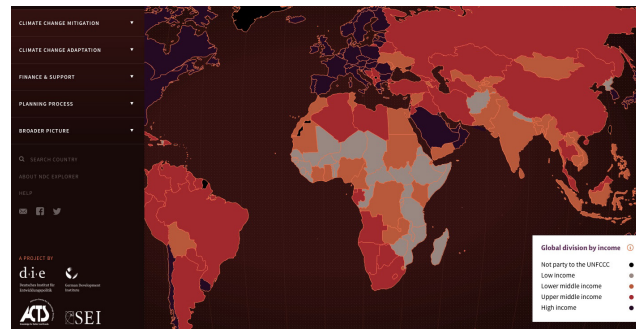 CLIMATE CHANGE MITIGATION
CLIMATE CHANGE ADAPTATION
FINANCE & SUPPORT
PLANNING PROCESS
BROADER PICTURE
SEARCH COUNTRY
ABOUT NDC EXPLORER
HELP
A PROJECT BY
d·i·e
Deutsches Institut für
Entwicklungspolitik
German Development
Institute
ACTS
SEI
Global division by income
Not party to the UNFCCC
Low income
Lower middle income
Upper middle income
High income